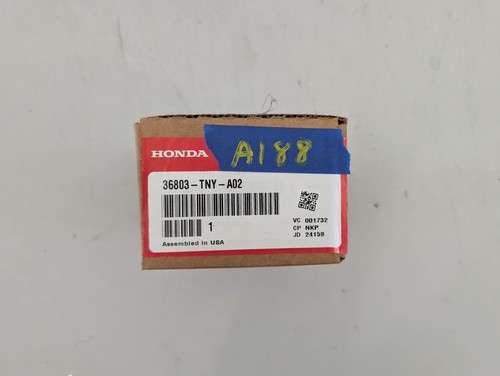 HONDA
A188
36803-TNY-A02
1
Assembled in USA
VC 001732
CP NKP
JD 24159